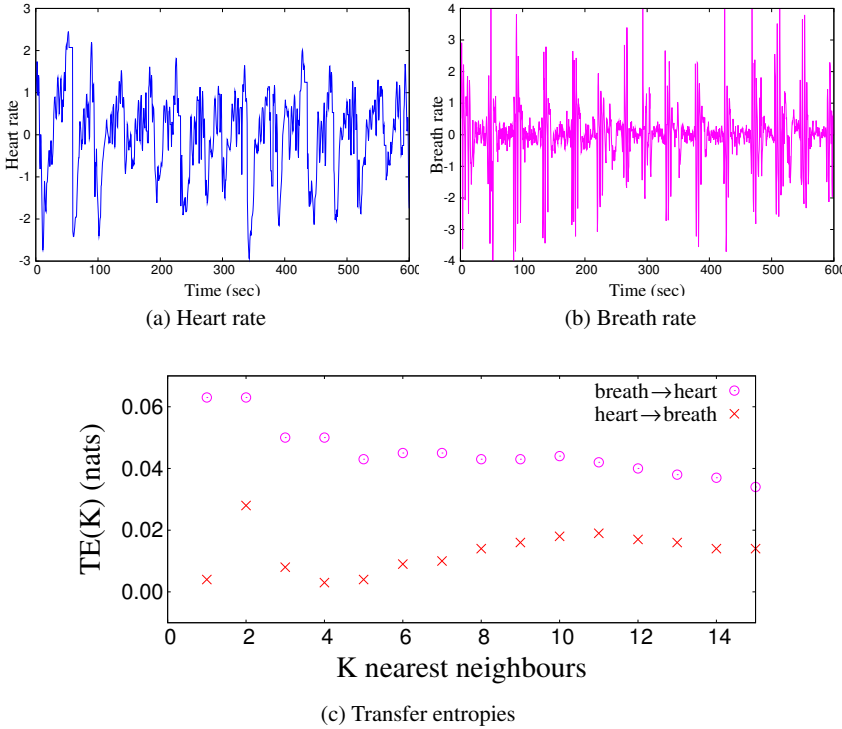 3
2
1
0
-1
-2
-3
Heart rate
0 100 200 300 400 500 600
Time (sec)
(a) Heart rate
4
3
2
1
0
-1
-2
-3
-4
Breath rate
0 100 200 300 400 500 600
Time (sec)
(b) Breath rate
breath→heart
heart→breath
0.06
0.04
0.02
0.00
TE(K) (nats)
0 2 4 6 8 10 12 14
K nearest neighbours
(c) Transfer entropies